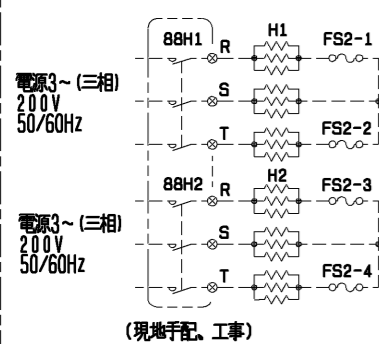 88H1
R
H1
FS2-1
電源3～(三相)
200V
50/60Hz
S
T
FS2-2
88H2
R
H2
FS2-3
電源3～(三相)
200V
50/60Hz
S
T
FS2-4
(現地手配、工事)